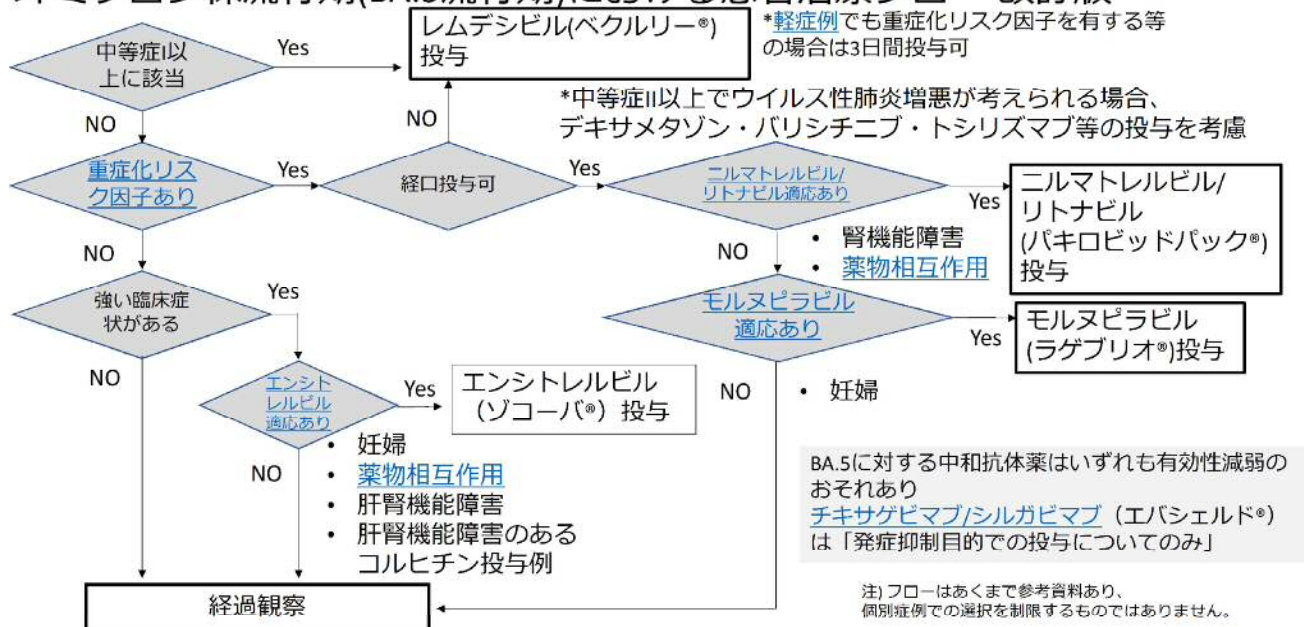 中等症I以
上に該当
Yes
レムデシビル(ベクルリー®)
投与
*軽症例でも重症化リスク因子を有する等
の場合は3日間投与可
NO
NO
*中等症II以上でウイルス性肺炎増悪が考えられる場合、
デキサメタゾン・バリシチニブ・トシリズマブ等の投与を考慮
重症化リス
ク因子あり
Yes
経口投与可
Yes
ニルマトレルビル/
リトナビル適応あり
Yes
ニルマトレルビル/
リトナビル
(パキロビッドパック®)
投与
NO
NO
• 腎機能障害
• 薬物相互作用
強い臨床症
状がある
Yes
モルヌピラビル
適応あり
Yes
モルヌピラビル
(ラゲブリオ®)投与
NO
エンシト
レルビル
適応あり
Yes
エンシトレルビル
（ゾコーバ®）投与
NO
• 妊婦
NO
• 妊婦
• 薬物相互作用
• 肝腎機能障害
• 肝腎機能障害のある
コルヒチン投与例
BA.5に対する中和抗体薬はいずれも有効性減弱の
おそれあり
チキサゲビマブ/シルガビマブ（エバシェルド®）
は「発症抑制目的での投与についてのみ」
経過観察
注) フローはあくまで参考資料あり、
個別症例での選択を制限するものではありません。